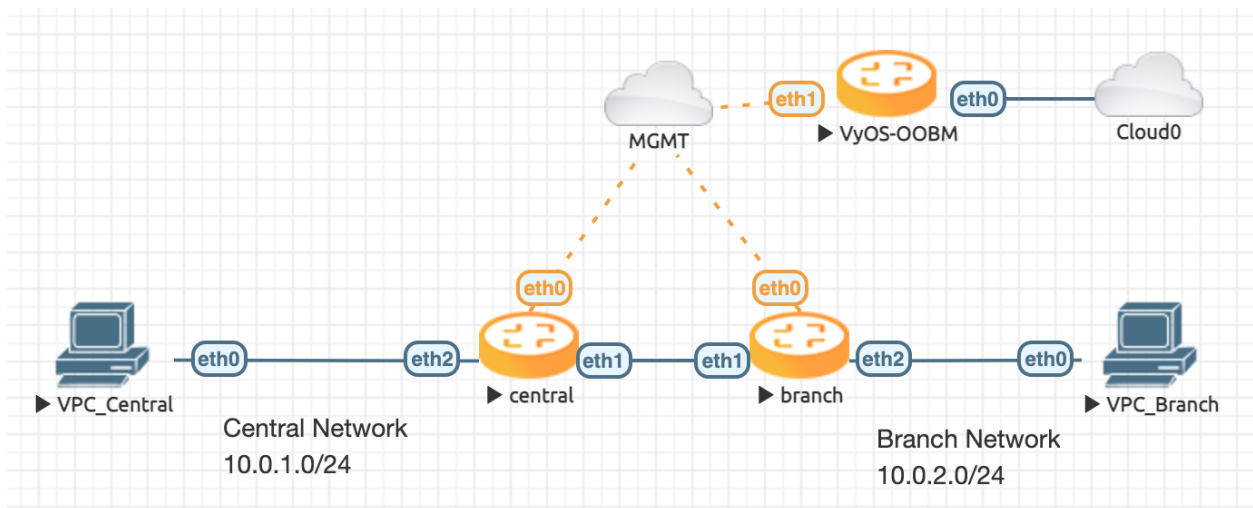 eth1
eth0
MGMT
VyOS-OOBM
Cloud0
eth0
eth0
eth0
eth2
eth1
eth1
eth2
eth0
VPC_Central
central
branch
VPC_Branch
Central Network
10.0.1.0/24
Branch Network
10.0.2.0/24